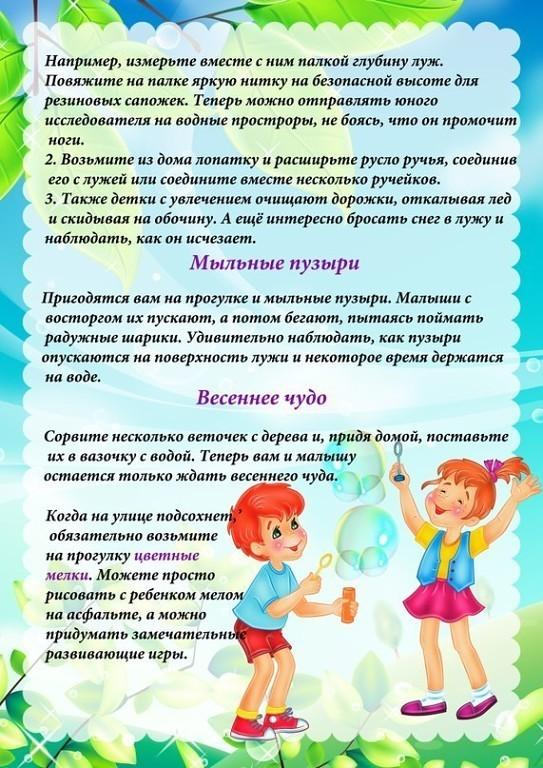 Например, измерьте вместе с ним палкой глубину луж.
Повяжите на палке яркую нитку на безопасной высоте для
резиновых сапожек. Теперь можно отправлять юного
исследователя на водные простроры, не боясь, что он промочит
ноги.
2. Возьмите из дома лопатку и расширьте русло ручья, соединив
его с лужей или соедините вместе несколько ручейков.
3. Также детки с увлечением очищают дорожки, откалывая лед
и скидывая на обочину. А ещё интересно бросать снег в лужу и
наблюдать, как он исчезает.
Мыльные пузыри
Пригодятся вам на прогулке и мыльные пузыри. Малыши с
восторгом их пускают, а потом бегают, пытаясь поймать
радужные шарики. Удивительно наблюдать, как пузыри
опускаются на поверхность лужи и некоторое время держатся
на воде.
Весеннее чудо
Сорвите несколько веточек с дерева и, придя домой, поставьте
их в вазочку с водой. Теперь вам и малышу
остается только ждать весеннего чуда.
Когда на улице подсохнет,
обязательно возьмите
на прогулку цветные
мелки. Можете просто
рисовать с ребенком мелом
на асфальте, а можно
придумать замечательные
развивающие игры.